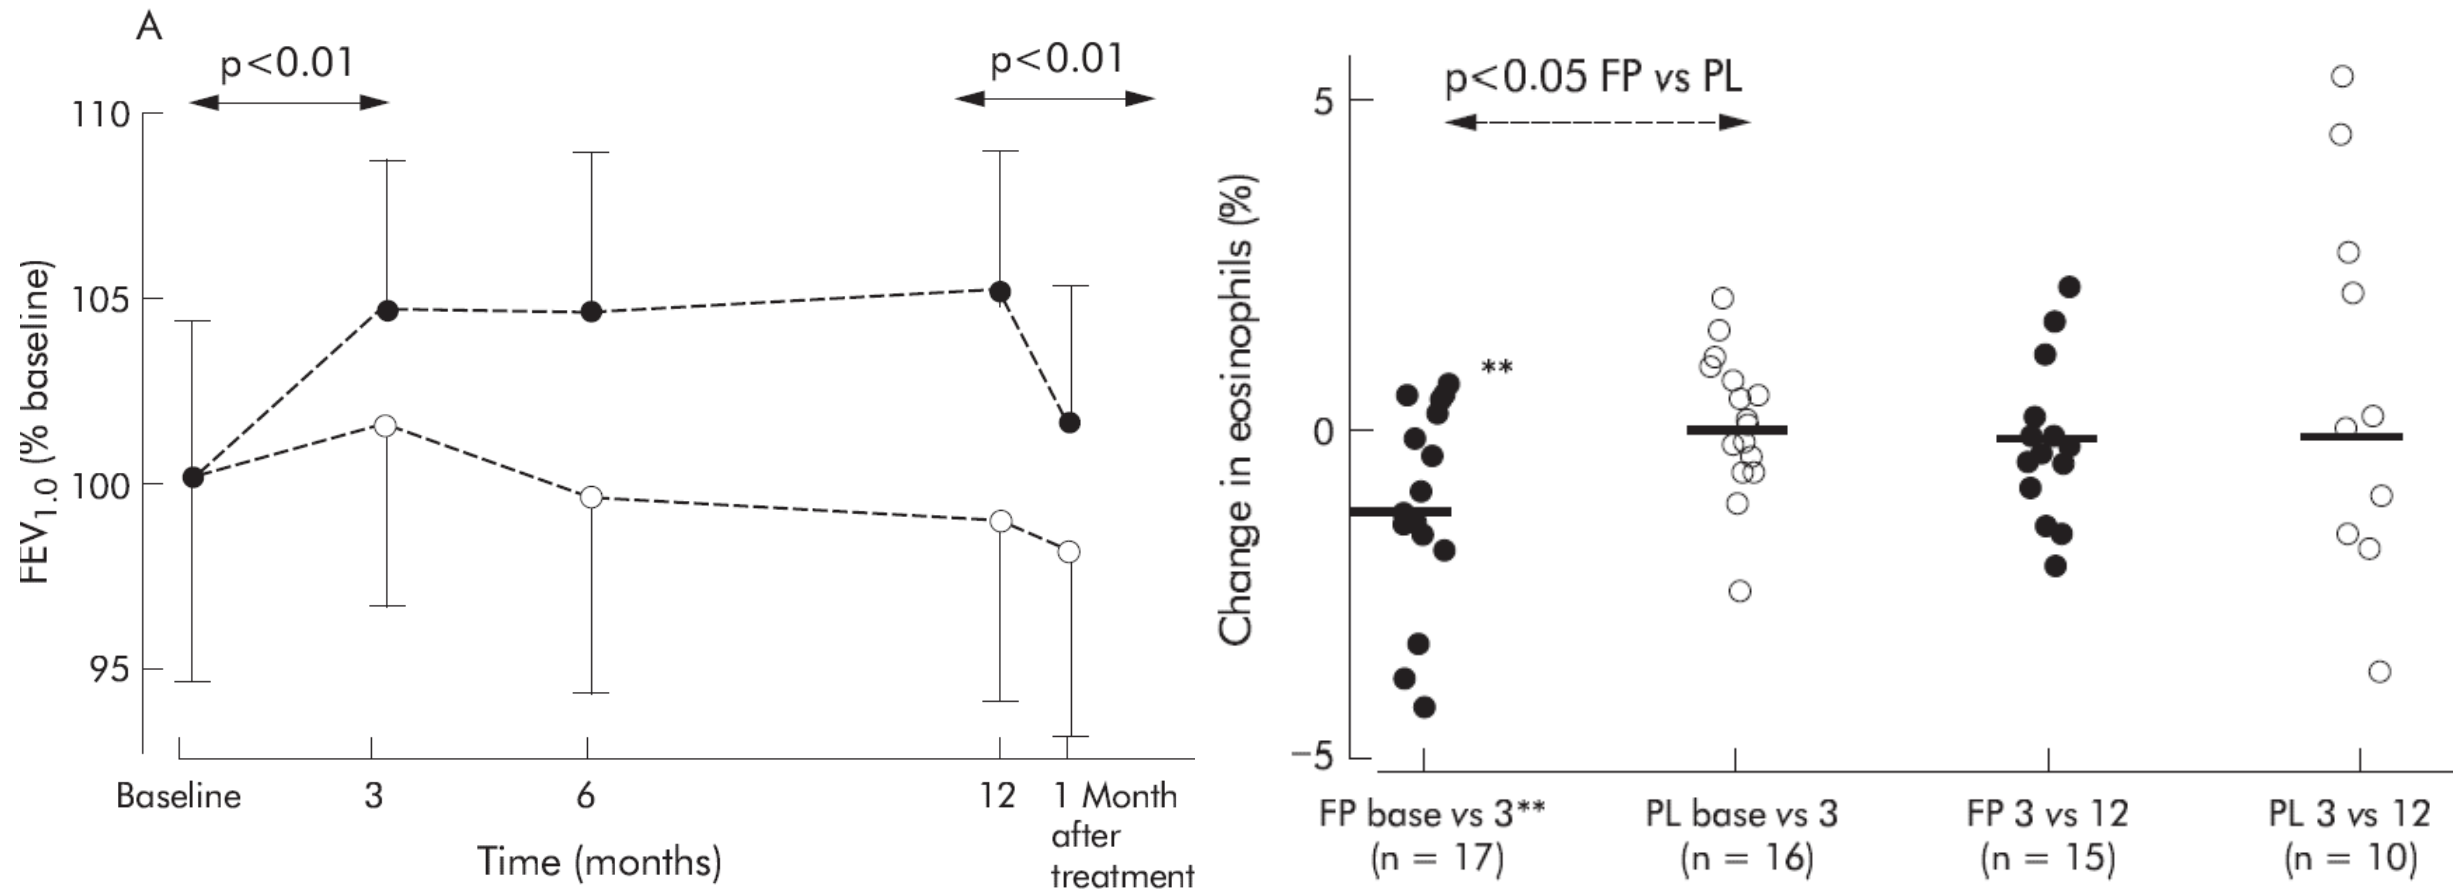 A
p<0.01
p<0.01
110
105
100
95
FEV1.0 (% baseline)
Baseline
3
6
12
1 Month
after
treatment
Time (months)
p<0.05 FP vs PL
5
0
−5
Change in eosinophils (%)
**
FP base vs 3**
(n = 17)
PL base vs 3
(n = 16)
FP 3 vs 12
(n = 15)
PL 3 vs 12
(n = 10)